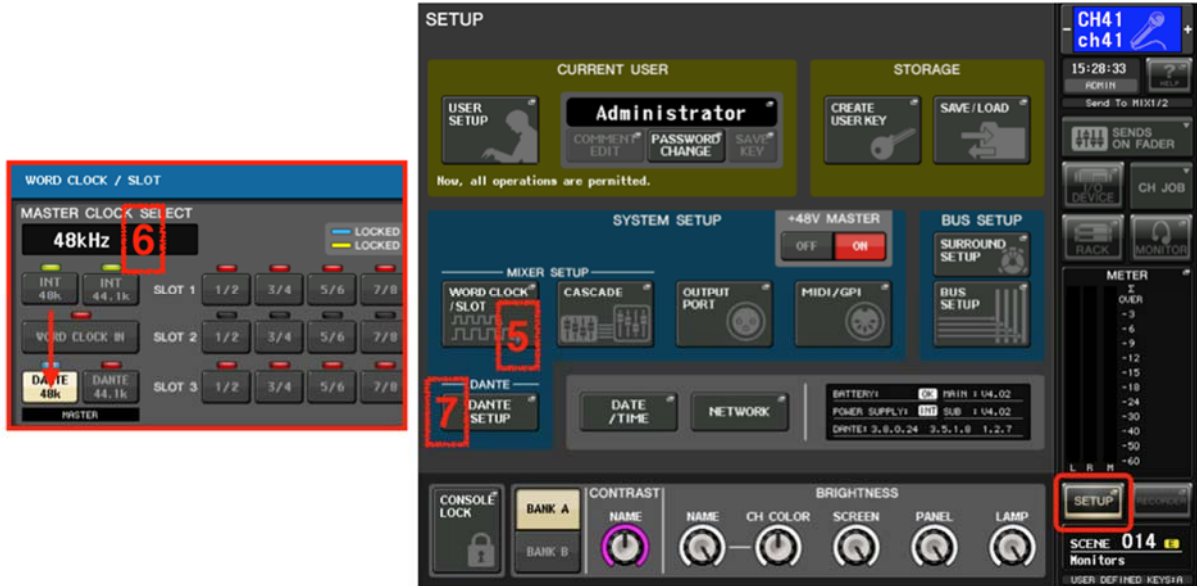 WORD CLOCK / SLOT
MASTER CLOCK SELECT
48kHz
6
LOCKED
LOCKED
INT 48k
INT 44.1k
SLOT 1
1/2
3/4
5/6
7/8
WORD CLOCK IN
SLOT 2
1/2
3/4
5/6
7/8
DANTE 48k
DANTE 44.1k
SLOT 3
1/2
3/4
5/6
7/8
MASTER
SETUP
CURRENT USER
USER SETUP
Administrator
COMMENT EDIT
PASSWORD CHANGE
SAVE KEY
Now, all operations are permitted.
STORAGE
CREATE USER KEY
SAVE/LOAD
SYSTEM SETUP
+48V MASTER
OFF
ON
BUS SETUP
SURROUND SETUP
BUS SETUP
MIXER SETUP
WORD CLOCK /SLOT
5
CASCADE
OUTPUT PORT
MIDI/GPI
DANTE
7
DANTE SETUP
DATE /TIME
NETWORK
BATTERY: OK MAIN : V4.02
POWER SUPPLY: INT SUB : V4.02
DANTE: 3.8.0.24 3.5.1.8 1.2.7
CONSOLE LOCK
BANK A
BANK B
CONTRAST
NAME
BRIGHTNESS
NAME
CH COLOR
SCREEN
PANEL
LAMP
- CH41 +
ch41
15:28:33
ADMIN
? HELP
Send To MIX1/2
SENDS ON FADER
I/O DEVICE
CH JOB
RACK
MONITOR
METER
Σ
OVER
-3
-6
-9
-12
-15
-18
-24
-30
-40
-50
-60
L R M
SETUP
RECORDER
SCENE 014 E
Monitors
USER DEFINED KEYS:A